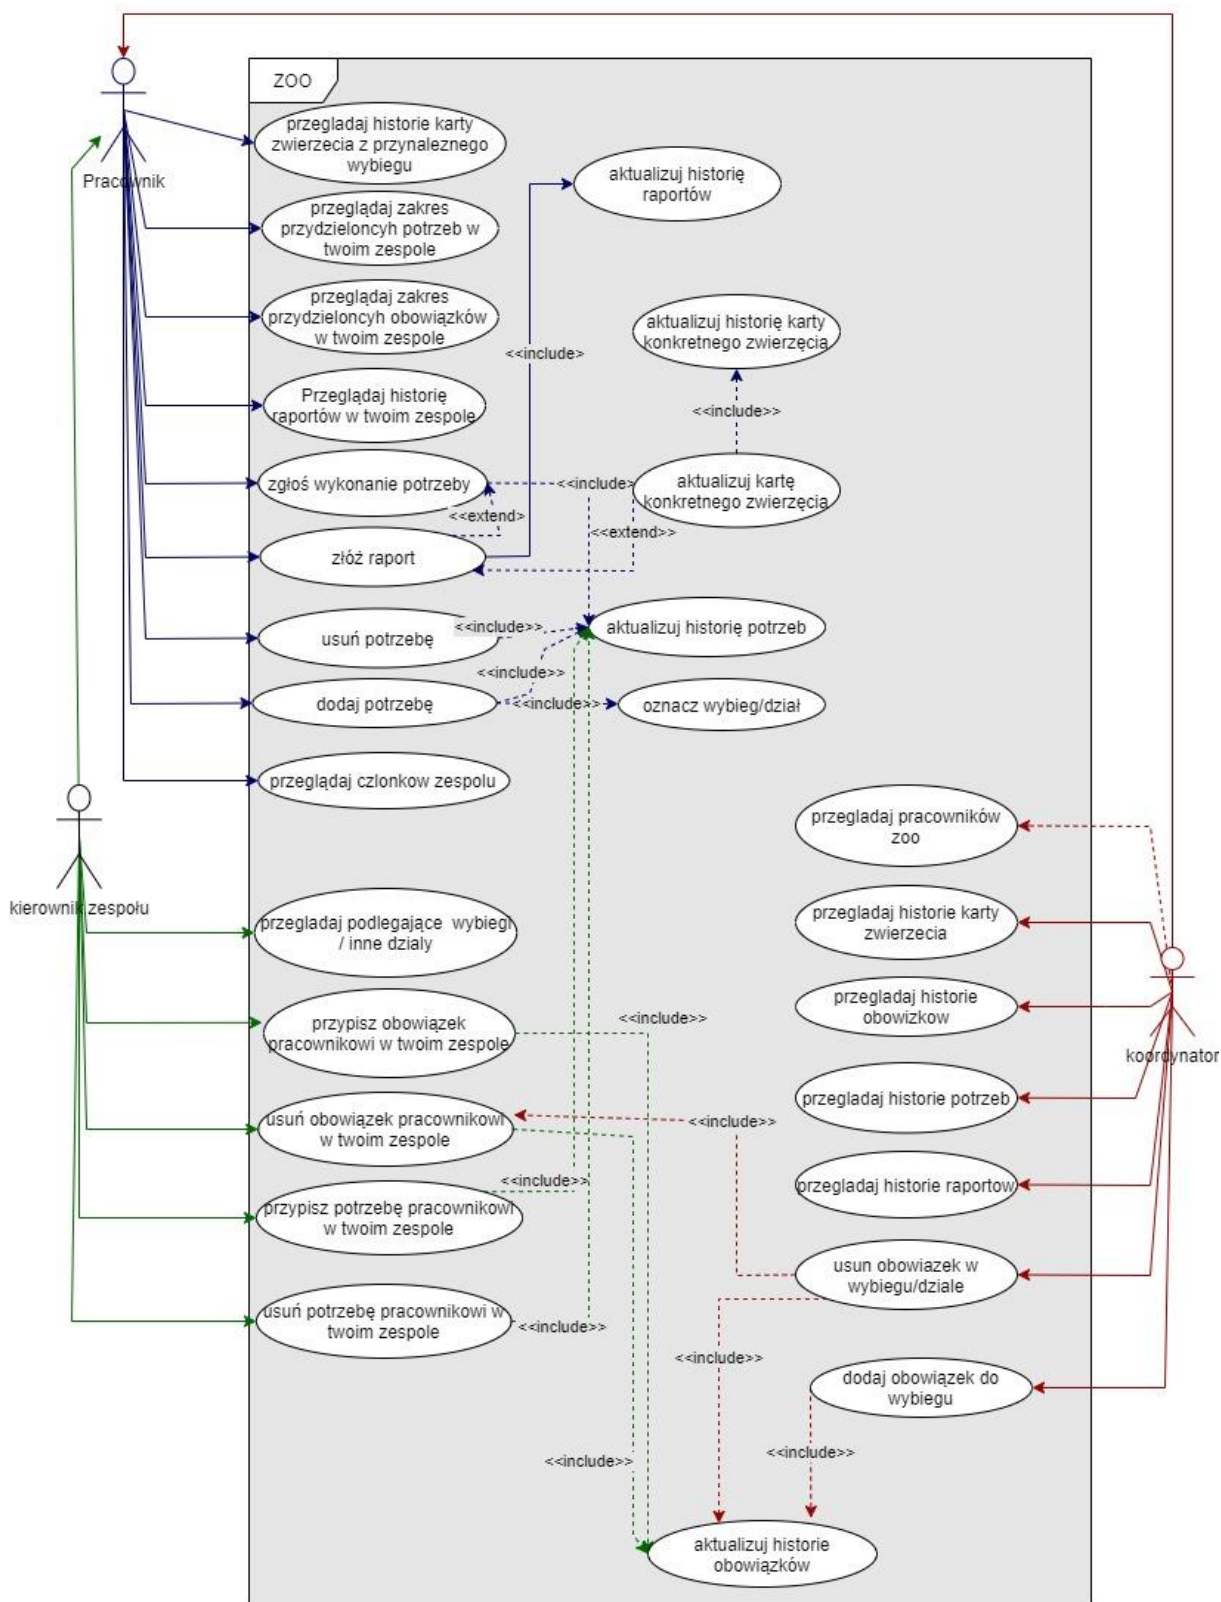 ZOO
przegladaj historie karty
zwierzecia z przynaleznego
wybiegu
Pracownik
aktualizuj historię
raportów
przeglądaj zakres
przydzieloncyh potrzeb w
twoim zespole
przeglądaj zakres
przydzieloncyh obowiązków
w twoim zespole
aktualizuj historię karty
konkretnego zwierzęcia
<<include>
Przeglądaj historię
raportów w twoim zespole
<<include>>
zgłoś wykonanie potrzeby
<<include>>
aktualizuj kartę
konkretnego zwierzęcia
<<extend>
<<extend>>
złóż raport
usuń potrzebę
<<include>>
aktualizuj historię potrzeb
<<include>>
dodaj potrzebę
<<include>>
oznacz wybieg/dział
przeglądaj czlonkow zespolu
przegladaj pracowników
zoo
kierownik zespołu
przegladaj podlegające wybiegi
/ inne dzialy
przegladaj historie karty
zwierzecia
przypisz obowiązek
pracownikowi w twoim zespole
<<include>>
przegladaj historie
obowizkow
koordynator
przegladaj historie potrzeb
usuń obowiązek pracownikowi
w twoim zespole
<<include>>
<<include>>
przegladaj historie raportow
przypisz potrzebę pracownikowi
w twoim zespole
usun obowiazek w
wybiegu/dziale
usuń potrzebę pracownikowi w
twoim zespole
<<include>>
<<include>>
dodaj obowiązek do
wybiegu
<<include>>
<<include>>
aktualizuj historie
obowiązków